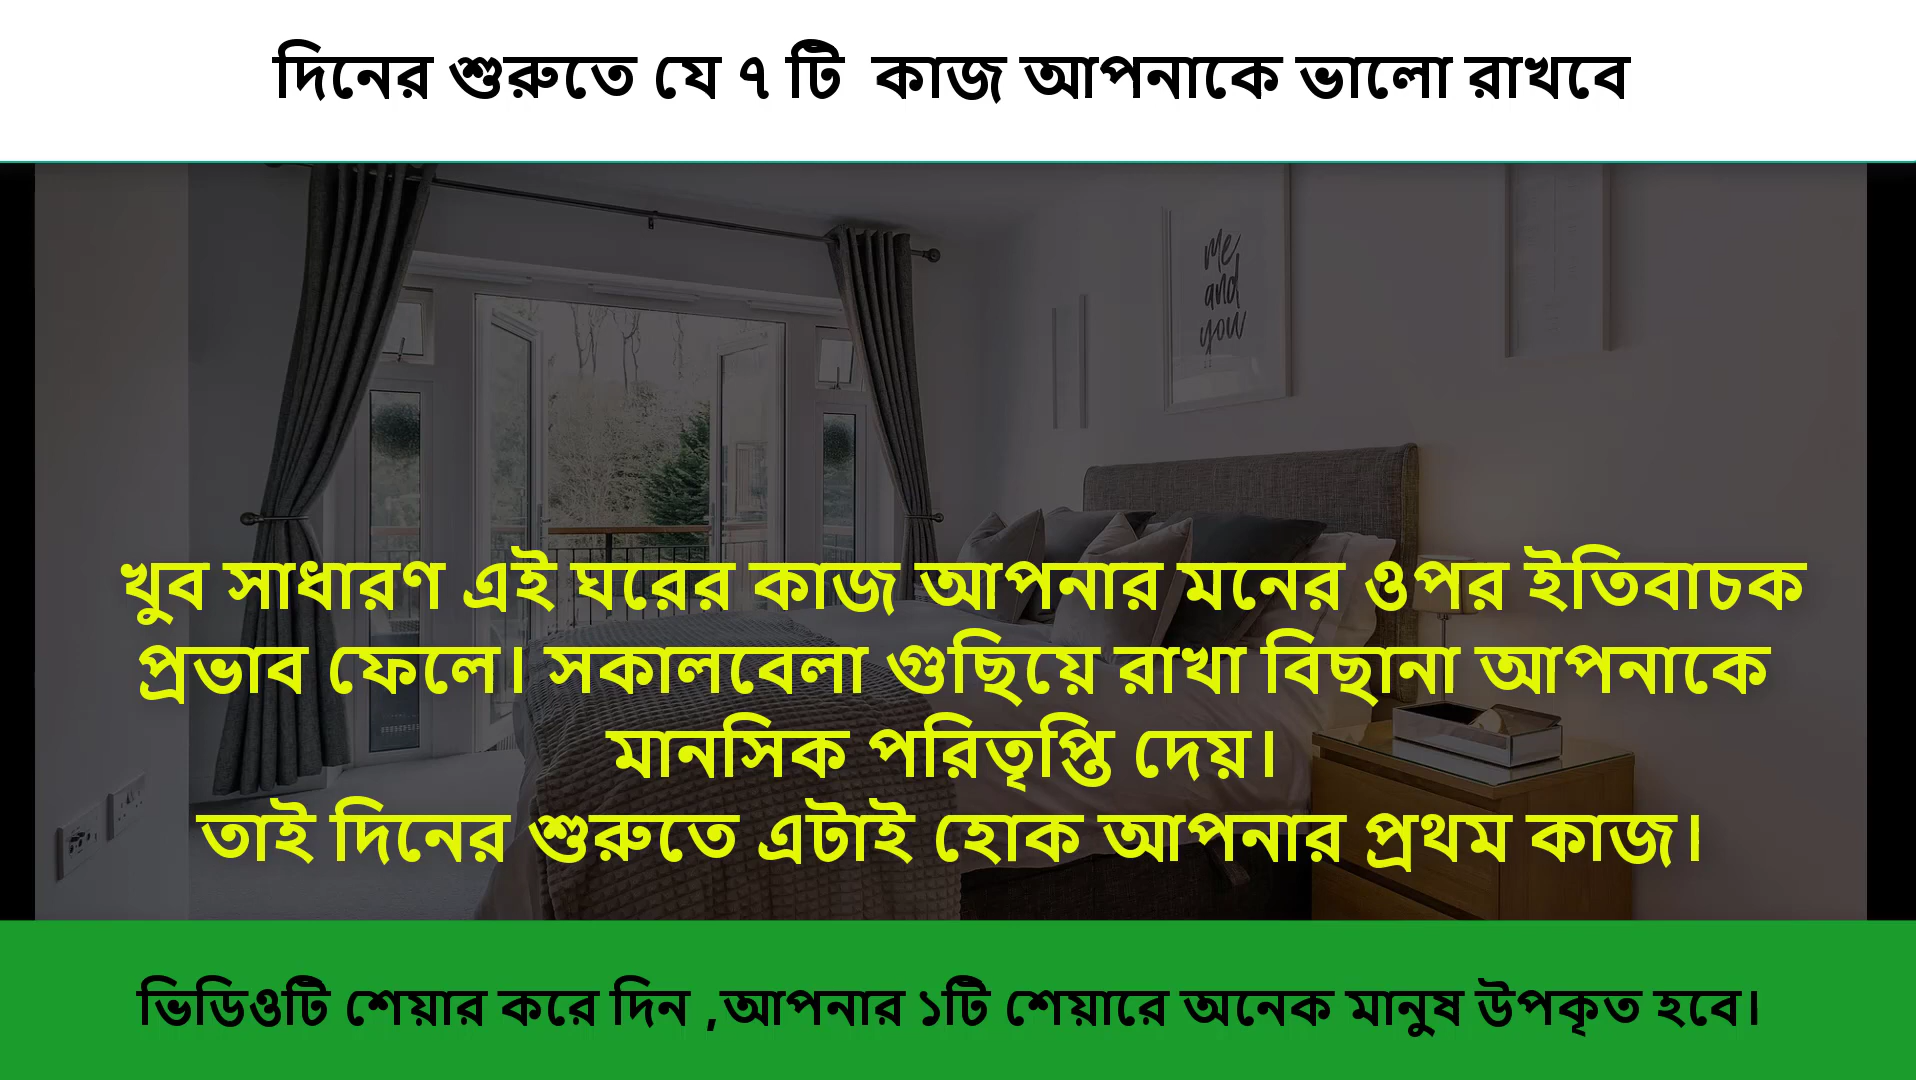 দিনের শুরুতে যে ৭ টি কাজ আপনাকে ভালো রাখবে
me
and
you
খুব সাধারণ এই ঘরের কাজ আপনার মনের ওপর ইতিবাচক
প্রভাব ফেলে। সকালবেলা গুছিয়ে রাখা বিছানা আপনাকে
মানসিক পরিতৃপ্তি দেয়।
তাই দিনের শুরুতে এটাই হোক আপনার প্রথম কাজ।
ভিডিওটি শেয়ার করে দিন ,আপনার ১টি শেয়ারে অনেক মানুষ উপকৃত হবে।